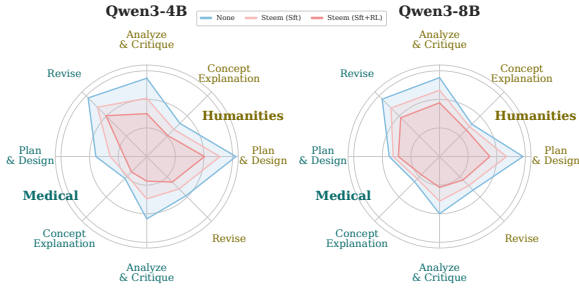 Qwen3-4B
None
Steem (Sft)
Steem (Sft+RL)
Qwen3-8B
Analyze
& Critique
Revise
Concept
Explanation
Humanities
Plan
& Design
Plan
& Design
Medical
Concept
Explanation
Revise
Analyze
& Critique
Analyze
& Critique
Revise
Concept
Explanation
Humanities
Plan
& Design
Plan
& Design
Medical
Concept
Explanation
Revise
Analyze
& Critique